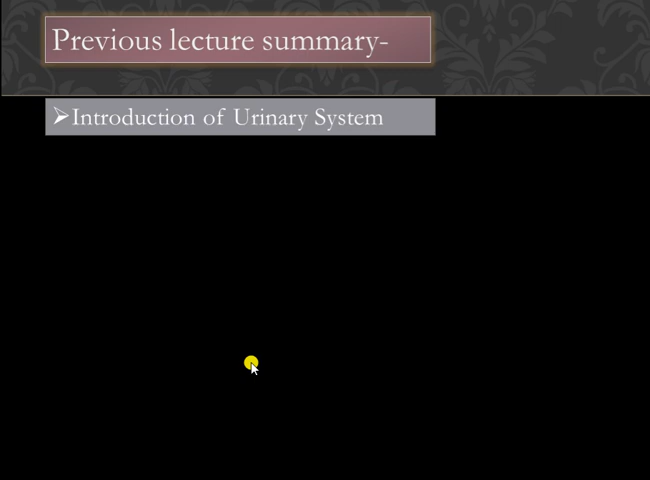 Previous lecture summary-
➢Introduction of Urinary System